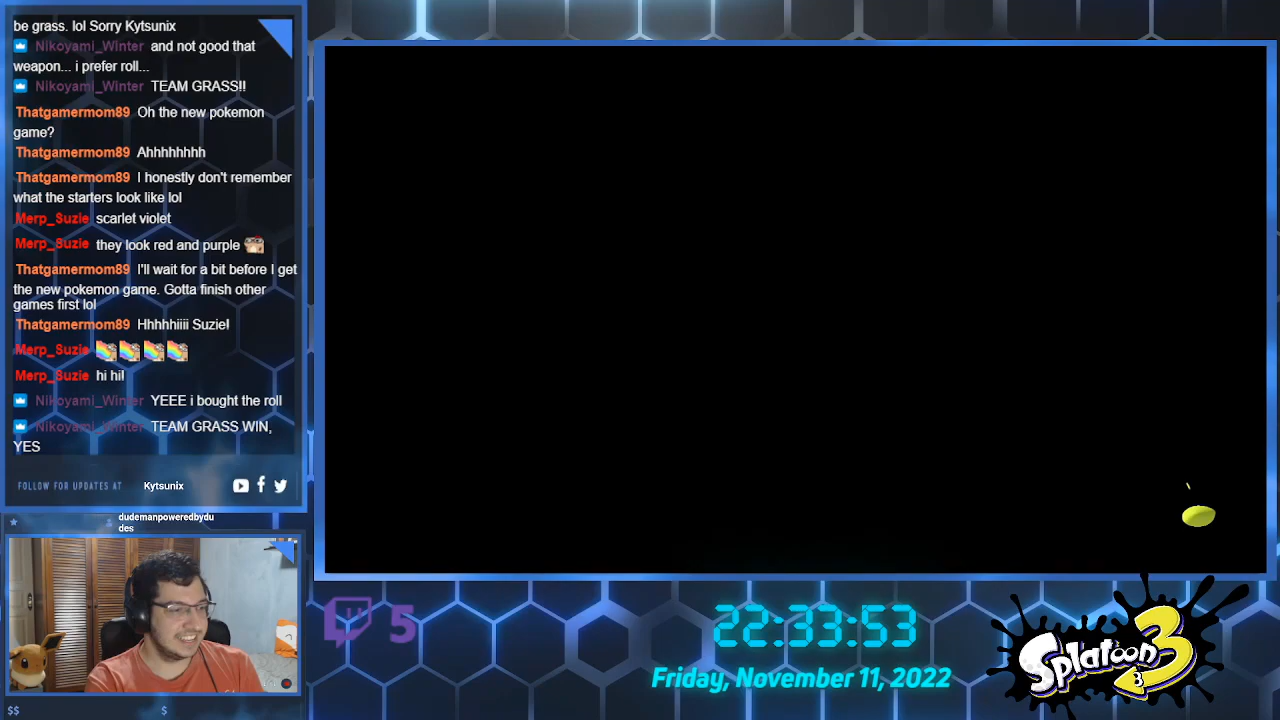 be grass. lol Sorry Kytsunix
Nikoyami_Winter and not good that
weapon... i prefer roll...
Nikoyami_Winter TEAM GRASS!!
Thatgamermom89 Oh the new pokemon
game?
Thatgamermom89 Ahhhhhhhh
Thatgamermom89 I honestly don't remember
what the starters look like lol
Merp_Suzie scarlet violet
Merp_Suzie they look red and purple
Thatgamermom89 I'll wait for a bit before I get
the new pokemon game. Gotta finish other
games first lol
Thatgamermom89 Hhhhhiiii Suzie!
Merp_Suzie
Merp_Suzie hi hi!
Nikoyami_Winter YEEE i bought the roll
Nikoyami_Winter TEAM GRASS WIN,
YES
FOLLOW FOR UPDATES AT Kytsunix
dudemanpoweredbydu
des
$$ $
5
22:33:53
Friday, November 11, 2022
Splatoon 3